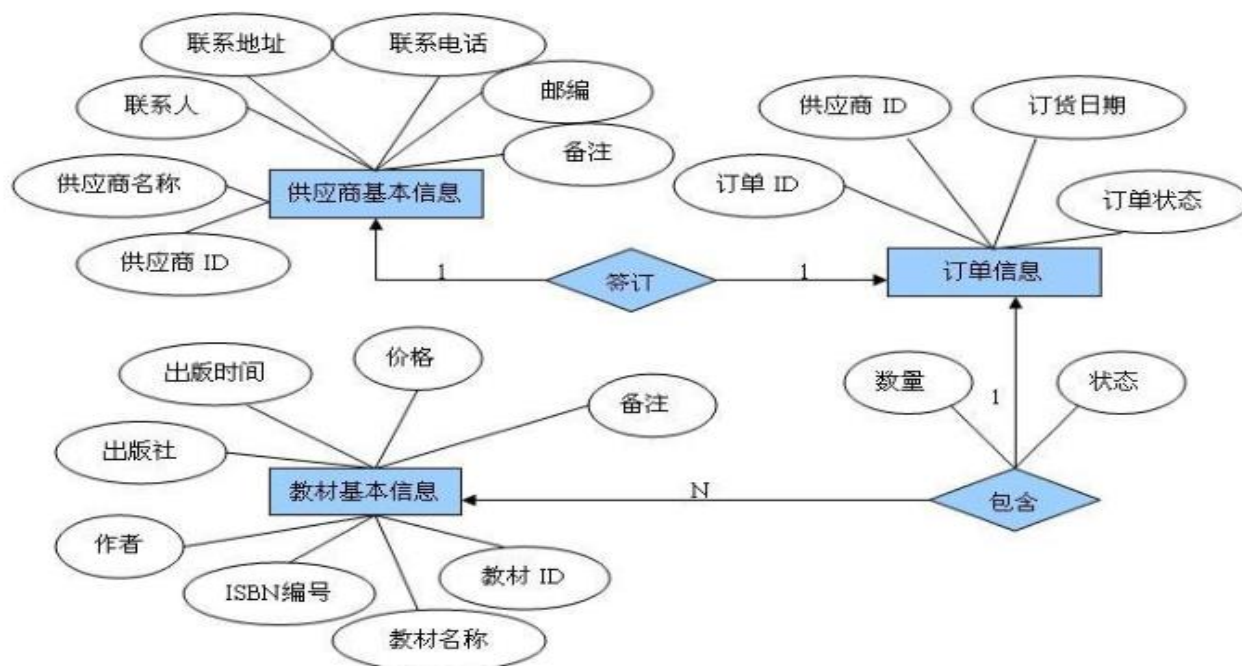 联系地址
联系电话
联系人
邮编
备注
供应商名称
供应商基本信息
供应商 ID
供应商 ID
订货日期
订单 ID
订单状态
1
签订
1
订单信息
出版时间
价格
备注
出版社
教材基本信息
作者
ISBN编号
教材 ID
教材名称
数量
状态
1
N
包含